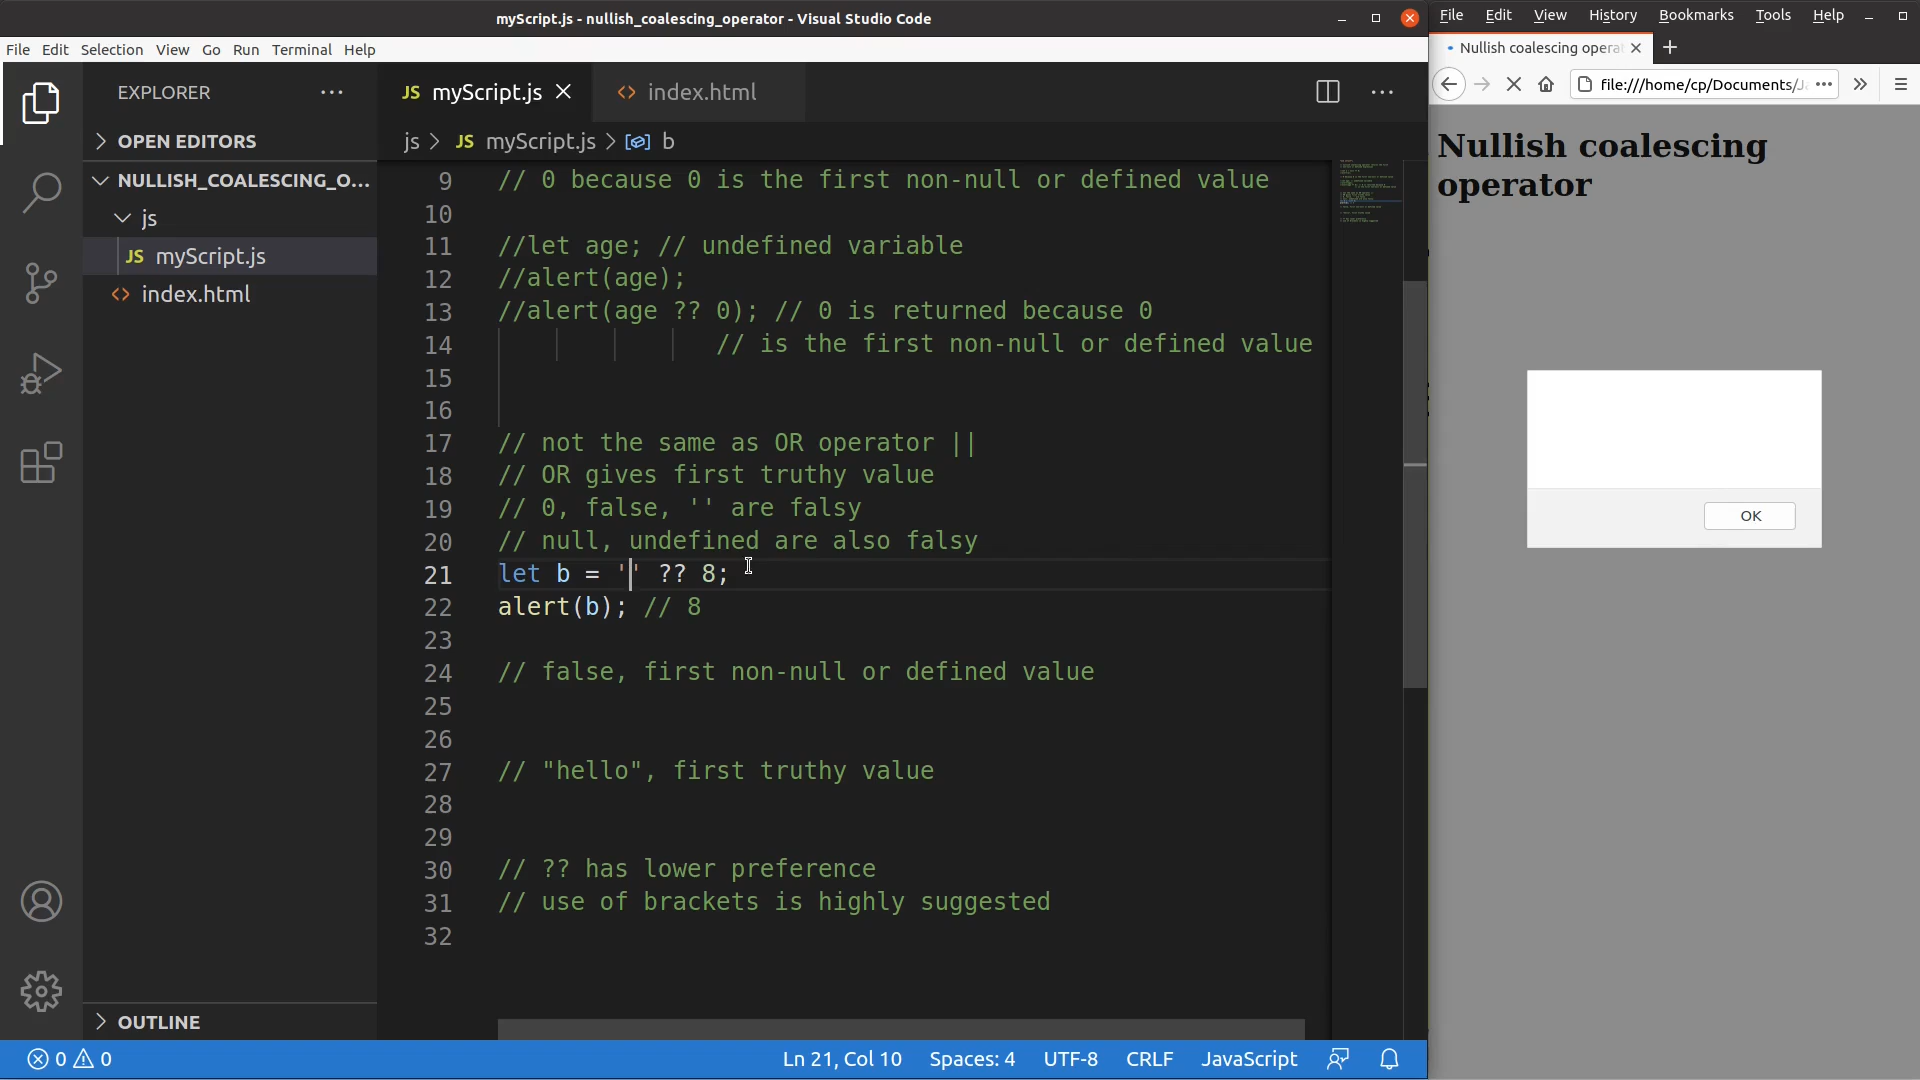 myScript.js - nullish_coalescing_operator - Visual Studio Code
File Edit Selection View Go Run Terminal Help
EXPLORER
OPEN EDITORS
NULLISH_COALESCING_O...
js
JS myScript.js
<> index.html
OUTLINE
JS myScript.js
<> index.html
js > JS myScript.js > b
9 // 0 because 0 is the first non-null or defined value
10
11 //let age; // undefined variable
12 //alert(age);
13 //alert(age ?? 0); // 0 is returned because 0
14 // is the first non-null or defined value
15
16
17 // not the same as OR operator ||
18 // OR gives first truthy value
19 // 0, false, '' are falsy
20 // null, undefined are also falsy
21 let b = '' ?? 8;
22 alert(b); // 8
23
24 // false, first non-null or defined value
25
26
27 // "hello", first truthy value
28
29
30 // ?? has lower preference
31 // use of brackets is highly suggested
32
0 0 Ln 21, Col 10 Spaces: 4 UTF-8 CRLF JavaScript
File Edit View History Bookmarks Tools Help
Nullish coalescing opera
file:///home/cp/Documents/J
Nullish coalescing
operator
OK